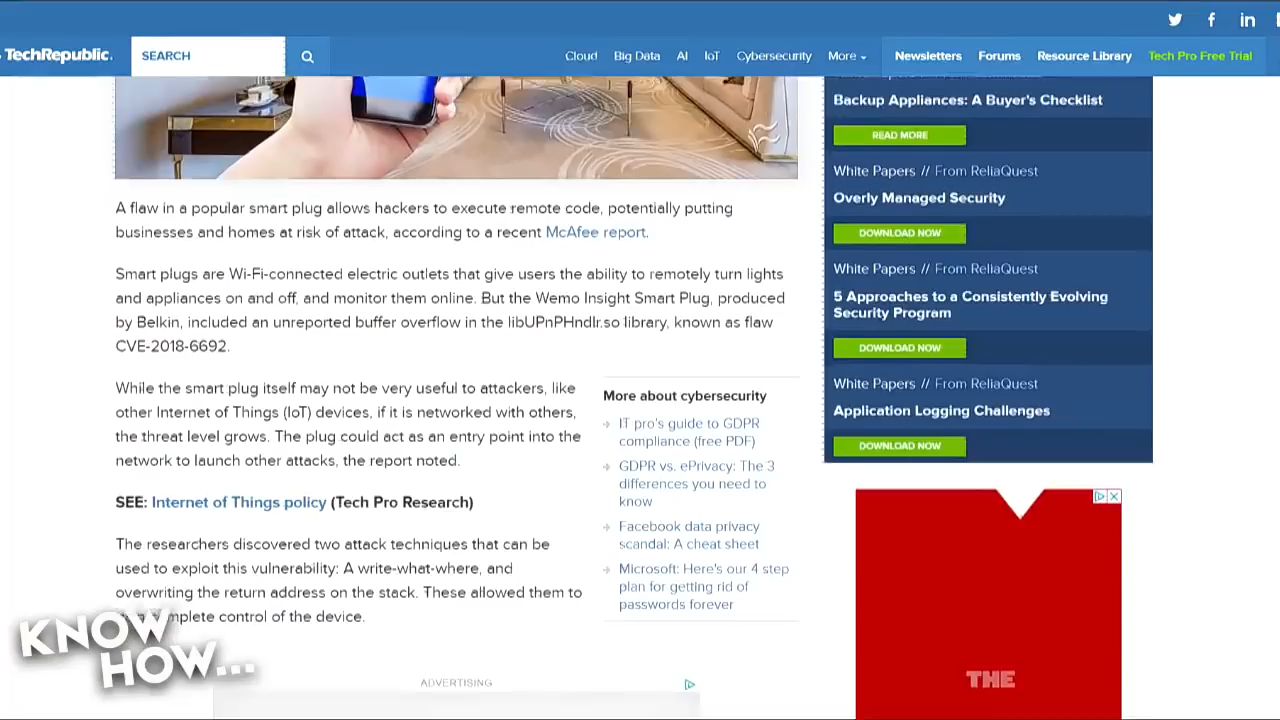 TechRepublic.
SEARCH
Cloud Big Data AI IoT Cybersecurity More Newsletters Forums Resource Library Tech Pro Free Trial
Backup Appliances: A Buyer's Checklist
READ MORE
White Papers // From ReliaQuest
Overly Managed Security
DOWNLOAD NOW
White Papers // From ReliaQuest
5 Approaches to a Consistently Evolving
Security Program
DOWNLOAD NOW
White Papers // From ReliaQuest
Application Logging Challenges
DOWNLOAD NOW
A flaw in a popular smart plug allows hackers to execute remote code, potentially putting
businesses and homes at risk of attack, according to a recent McAfee report.
Smart plugs are Wi-Fi-connected electric outlets that give users the ability to remotely turn lights
and appliances on and off, and monitor them online. But the Wemo Insight Smart Plug, produced
by Belkin, included an unreported buffer overflow in the libUPnPHndlr.so library, known as flaw
CVE-2018-6692.
While the smart plug itself may not be very useful to attackers, like
other Internet of Things (IoT) devices, if it is networked with others,
the threat level grows. The plug could act as an entry point into the
network to launch other attacks, the report noted.
SEE: Internet of Things policy (Tech Pro Research)
The researchers discovered two attack techniques that can be
used to exploit this vulnerability: A write-what-where, and
overwriting the return address on the stack. These allowed them to
complete control of the device.
More about cybersecurity
IT pro's guide to GDPR
compliance (free PDF)
GDPR vs. ePrivacy: The 3
differences you need to
know
Facebook data privacy
scandal: A cheat sheet
Microsoft: Here's our 4 step
plan for getting rid of
passwords forever
KNOW
HOW...
ADVERTISING
THE